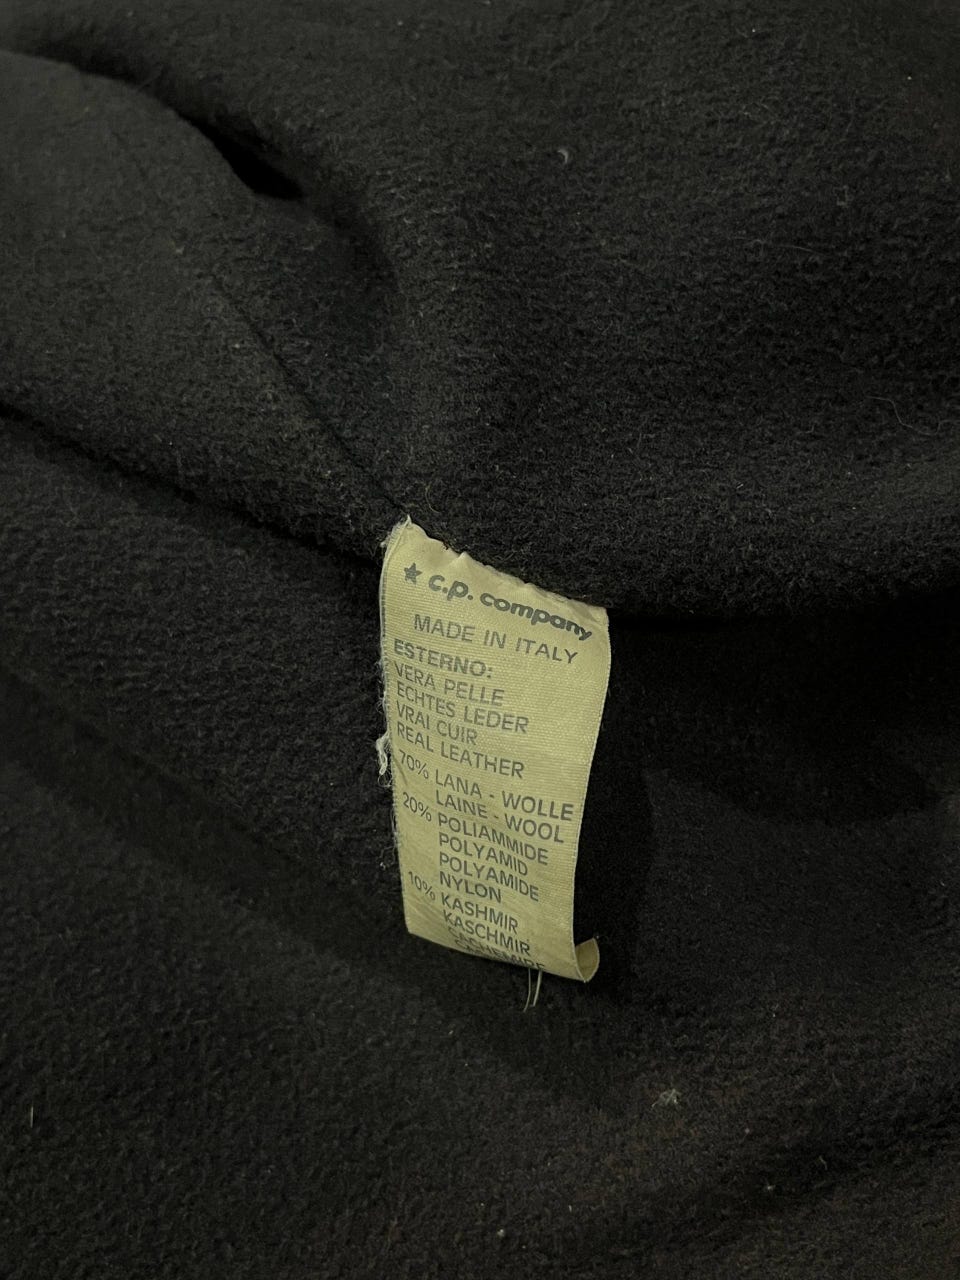 ★ c.p. company
MADE IN ITALY
ESTERNO:
VERA PELLE
ECHTES LEDER
VRAI CUIR
REAL LEATHER
70% LANA - WOLLE
LAINE - WOOL
20% POLIAMMIDE
POLYAMID
POLYAMIDE
NYLON
10% KASHMIR
KASCHMIR
CACHEMIRE